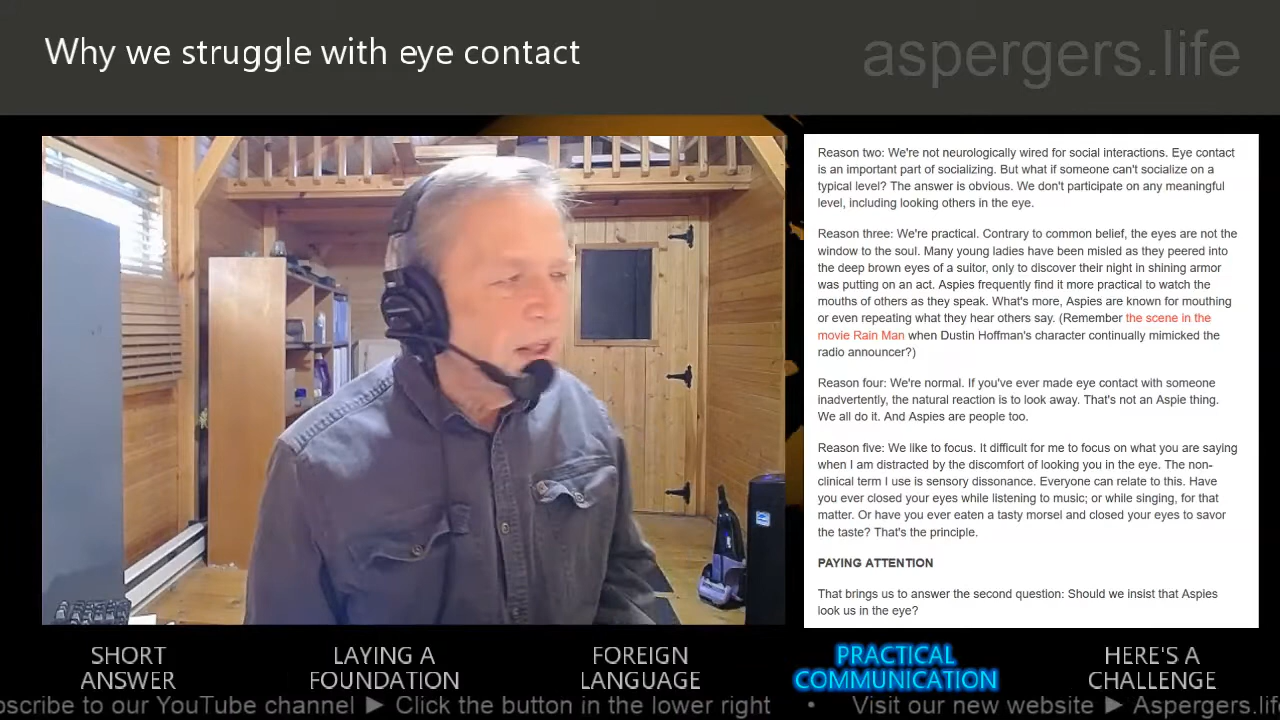 Why we struggle with eye contact
aspergers.life
Reason two: We're not neurologically wired for social interactions. Eye contact
is an important part of socializing. But what if someone can't socialize on a
typical level? The answer is obvious. We don't participate on any meaningful
level, including looking others in the eye.
Reason three: We're practical. Contrary to common belief, the eyes are not the
window to the soul. Many young ladies have been misled as they peered into
the deep brown eyes of a suitor, only to discover their night in shining armor
was putting on an act. Aspies frequently find it more practical to watch the
mouths of others as they speak. What's more, Aspies are known for mouthing
or even repeating what they hear others say. (Remember the scene in the
movie Rain Man when Dustin Hoffman's character continually mimicked the
radio announcer?)
Reason four: We're normal. If you've ever made eye contact with someone
inadvertently, the natural reaction is to look away. That's not an Aspie thing.
We all do it. And Aspies are people too.
Reason five: We like to focus. It difficult for me to focus on what you are saying
when I am distracted by the discomfort of looking you in the eye. The non-
clinical term I use is sensory dissonance. Everyone can relate to this. Have
you ever closed your eyes while listening to music; or while singing, for that
matter. Or have you ever eaten a tasty morsel and closed your eyes to savor
the taste? That's the principle.
PAYING ATTENTION
That brings us to answer the second question: Should we insist that Aspies
look us in the eye?
SHORT
ANSWER
LAYING A
FOUNDATION
FOREIGN
LANGUAGE
PRACTICAL
COMMUNICATION
HERE'S A
CHALLENGE
bscribe to our YouTube channel ► Click the button in the lower right • Visit our new website ► Aspergers.lif